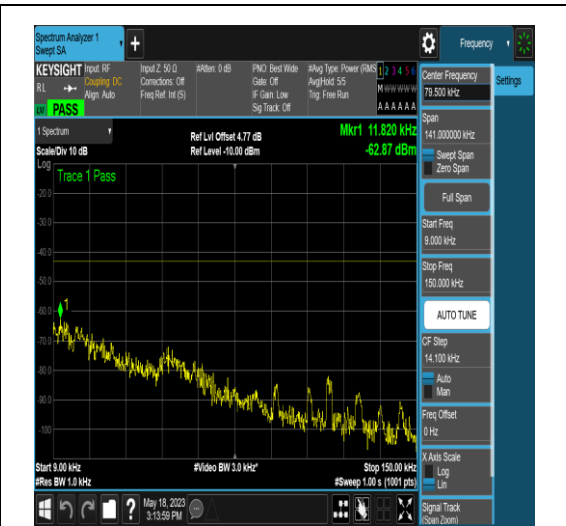 Spectrum Analyzer 1
Swept SA
+
Frequency
KEYSIGHT
RL
PASS
Input: RF
Coupling: DC
Align: Auto
Input Z: 50 Ω
Corrections: Off
Freq Ref: Int (S)
#Atten: 0 dB
PNO: Best Wide
Gate: Off
IF Gain: Low
Sig Track: Off
#Avg Type: Power (RMS
Avg|Hold: 5/5
Trig: Free Run
1 2 3 4 5 6
M W W W W W
A A A A A A
1 Spectrum
Scale/Div 10 dB
Ref Lvl Offset 4.77 dB
Ref Level -10.00 dBm
Mkr1 11.820 kHz
-62.87 dBm
Log
Trace 1 Pass
-20.0
-30.0
-40.0
-50.0
-60.0
1
-70.0
-80.0
-90.0
-100
Start 9.00 kHz
#Res BW 1.0 kHz
#Video BW 3.0 kHz*
Stop 150.00 kHz
#Sweep 1.00 s (1001 pts)
?
May 18, 2023
3:13:59 PM
Center Frequency
79.500 kHz
Span
141.000000 kHz
Swept Span
Zero Span
Full Span
Start Freq
9.000 kHz
Stop Freq
150.000 kHz
AUTO TUNE
CF Step
14.100 kHz
Auto
Man
Freq Offset
0 Hz
X Axis Scale
Log
Lin
Signal Track
(Span Zoom)
Settings